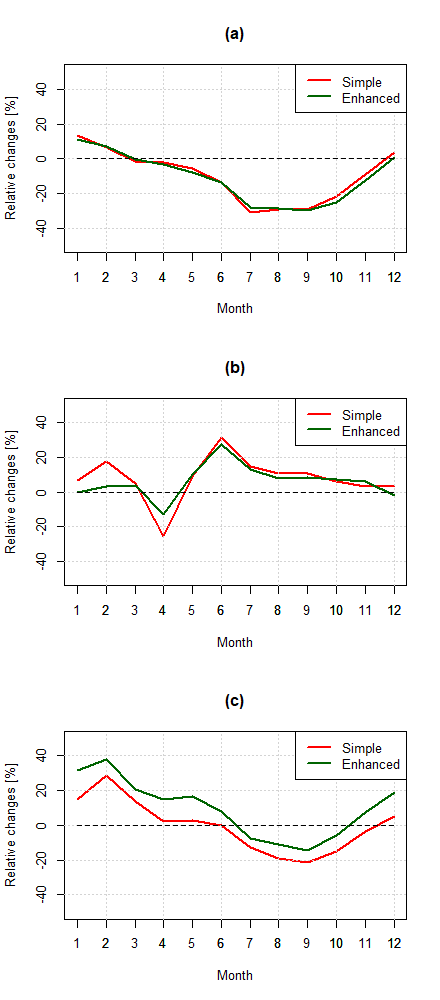 (a)
Simple
Enhanced
Relative changes [%]
40
20
0
-20
-40
1 2 3 4 5 6 7 8 9 10 11 12
Month
(b)
Simple
Enhanced
Relative changes [%]
40
20
0
-20
-40
1 2 3 4 5 6 7 8 9 10 11 12
Month
(c)
Simple
Enhanced
Relative changes [%]
40
20
0
-20
-40
1 2 3 4 5 6 7 8 9 10 11 12
Month